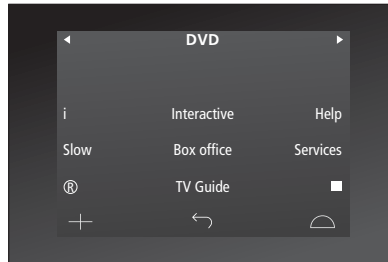 DVD
i Interactive Help
Slow Box office Services
® TV Guide